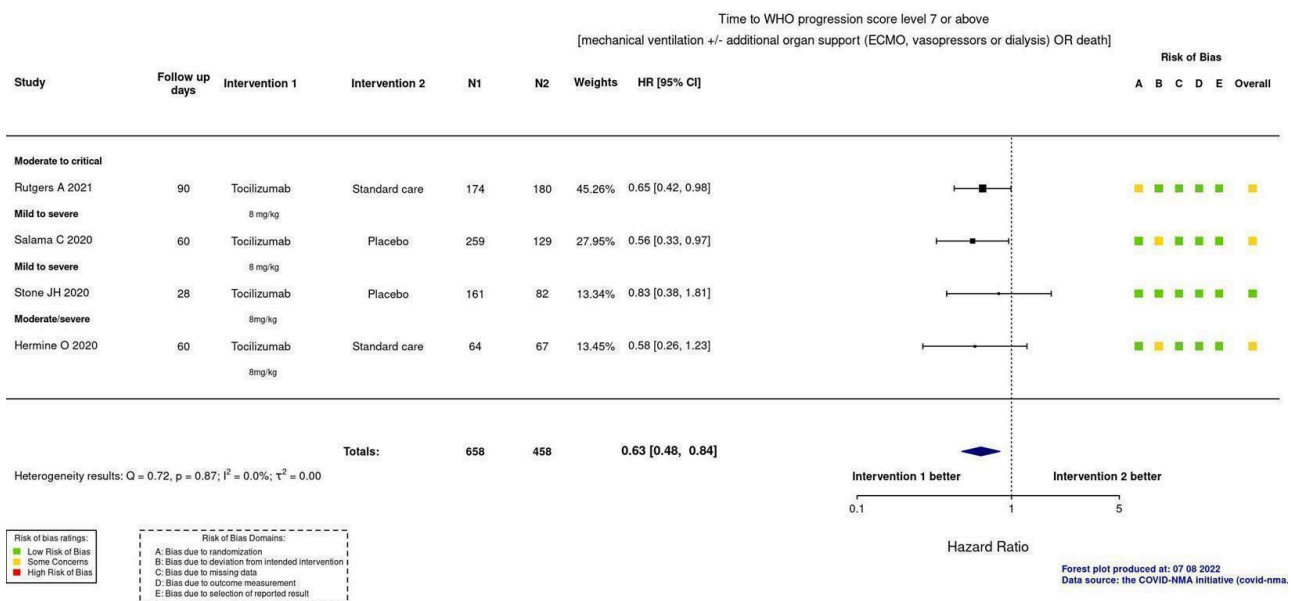 Time to WHO progression score level 7 or above
[mechanical ventilation +/- additional organ support (ECMO, vasopressors or dialysis) OR death]
Risk of Bias
Study Follow up days Intervention 1 Intervention 2 N1 N2 Weights HR [95% CI] A B C D E Overall
Moderate to critical
Rutgers A 2021 90 Tocilizumab Standard care 174 180 45.26% 0.65 [0.42, 0.98]
Mild to severe 8 mg/kg
Salama C 2020 60 Tocilizumab Placebo 259 129 27.95% 0.56 [0.33, 0.97]
Mild to severe 8 mg/kg
Stone JH 2020 28 Tocilizumab Placebo 161 82 13.34% 0.83 [0.38, 1.81]
Moderate/severe 8mg/kg
Hermine O 2020 60 Tocilizumab Standard care 64 67 13.45% 0.58 [0.26, 1.23]
8mg/kg
Totals: 658 458 0.63 [0.48, 0.84]
Heterogeneity results: Q = 0.72, p = 0.87; I² = 0.0%; τ² = 0.00
Intervention 1 better Intervention 2 better
0.1 1 5
Hazard Ratio
Risk of bias ratings:
Low Risk of Bias
Some Concerns
High Risk of Bias
Risk of Bias Domains:
A: Bias due to randomization
B: Bias due to deviation from intended intervention
C: Bias due to missing data
D: Bias due to outcome measurement
E: Bias due to selection of reported result
Forest plot produced at: 07 08 2022
Data source: the COVID-NMA initiative (covid-nma.